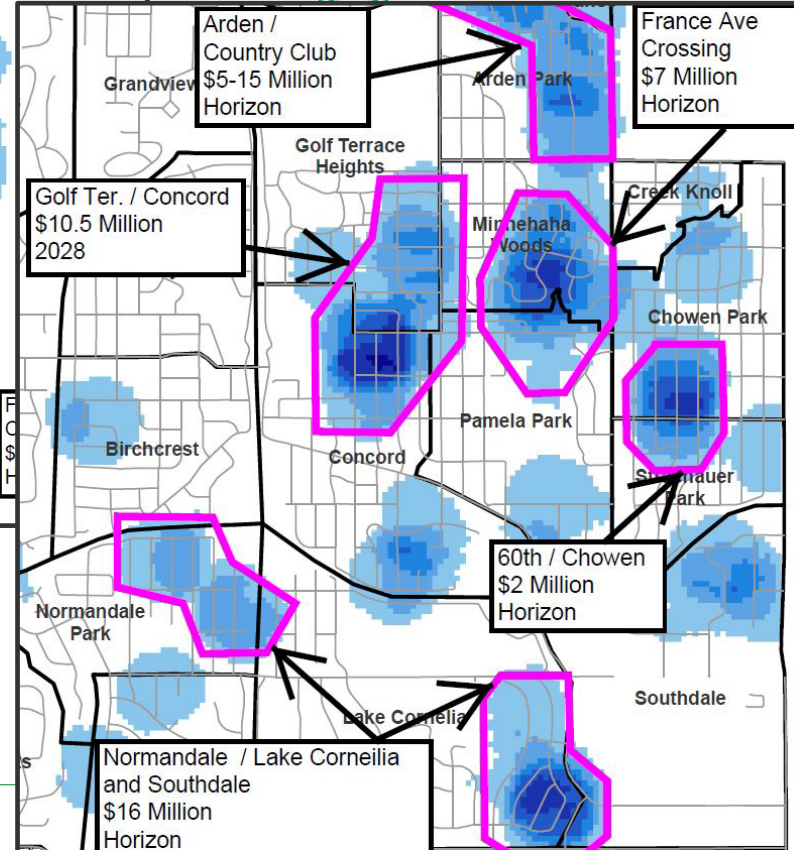 Arden /
Country Club
$5-15 Million
Horizon
France Ave
Crossing
$7 Million
Horizon
Grandview
Arden Park
Golf Terrace
Heights
Golf Ter. / Concord
$10.5 Million
2028
Creek Knoll
Minnehaha
Woods
Chowen Park
F
C
$
H
Birchcrest
Pamela Park
Concord
Park
60th / Chowen
$2 Million
Horizon
Normandale
Park
Southdale
Lake Cornelia
s
Normandale / Lake Corneilia
and Southdale
$16 Million
Horizon